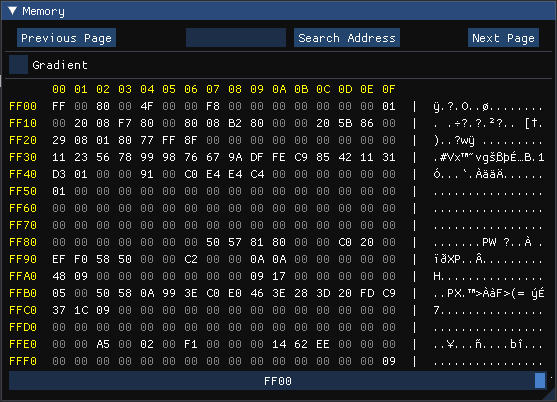 ▼ Memory
Previous Page Search Address Next Page
Gradient
00 01 02 03 04 05 06 07 08 09 0A 0B 0C 0D 0E 0F
FF00 FF 00 80 00 4F 00 00 F8 00 00 00 00 00 00 00 01 | ÿ.?.O..ø........
FF10 00 20 08 F7 80 00 80 08 B2 80 00 00 20 5B 86 00 | . .÷?.?.²?.. [†.
FF20 29 08 01 80 77 FF 8F 00 00 00 00 00 00 00 00 00 | )..?wÿ..........
FF30 11 23 56 78 99 98 76 67 9A DF FE C9 85 42 11 31 | .#Vx™˜vgšßþÉ…B.1
FF40 D3 01 00 00 91 00 C0 E4 E4 C4 00 00 00 00 00 00 | Ó...‘.ÀääÄ......
FF50 01 00 00 00 00 00 00 00 00 00 00 00 00 00 00 00 | ................
FF60 00 00 00 00 00 00 00 00 00 00 00 00 00 00 00 00 | ................
FF70 00 00 00 00 00 00 00 00 00 00 00 00 00 00 00 00 | ................
FF80 00 00 00 00 00 00 00 50 57 81 80 00 00 C0 20 00 | .......PW ?..À .
FF90 EF F0 58 50 00 00 C2 00 00 0A 0A 00 00 00 00 00 | ïðXP..Â.........
FFA0 48 09 00 00 00 00 00 00 00 09 17 00 00 00 00 00 | H...............
FFB0 05 00 50 58 0A 99 3E C0 E0 46 3E 28 3D 20 FD C9 | ..PX.™>ÀàF>(= ýÉ
FFC0 37 1C 09 00 00 00 00 00 00 00 00 00 00 00 00 00 | 7...............
FFD0 00 00 00 00 00 00 00 00 00 00 00 00 00 00 00 00 | ................
FFE0 00 00 A5 00 02 00 F1 00 00 00 14 62 EE 00 00 00 | ..¥...ñ....bî...
FFF0 00 00 00 00 00 00 00 00 00 00 00 00 00 00 00 09 | ................
FF00